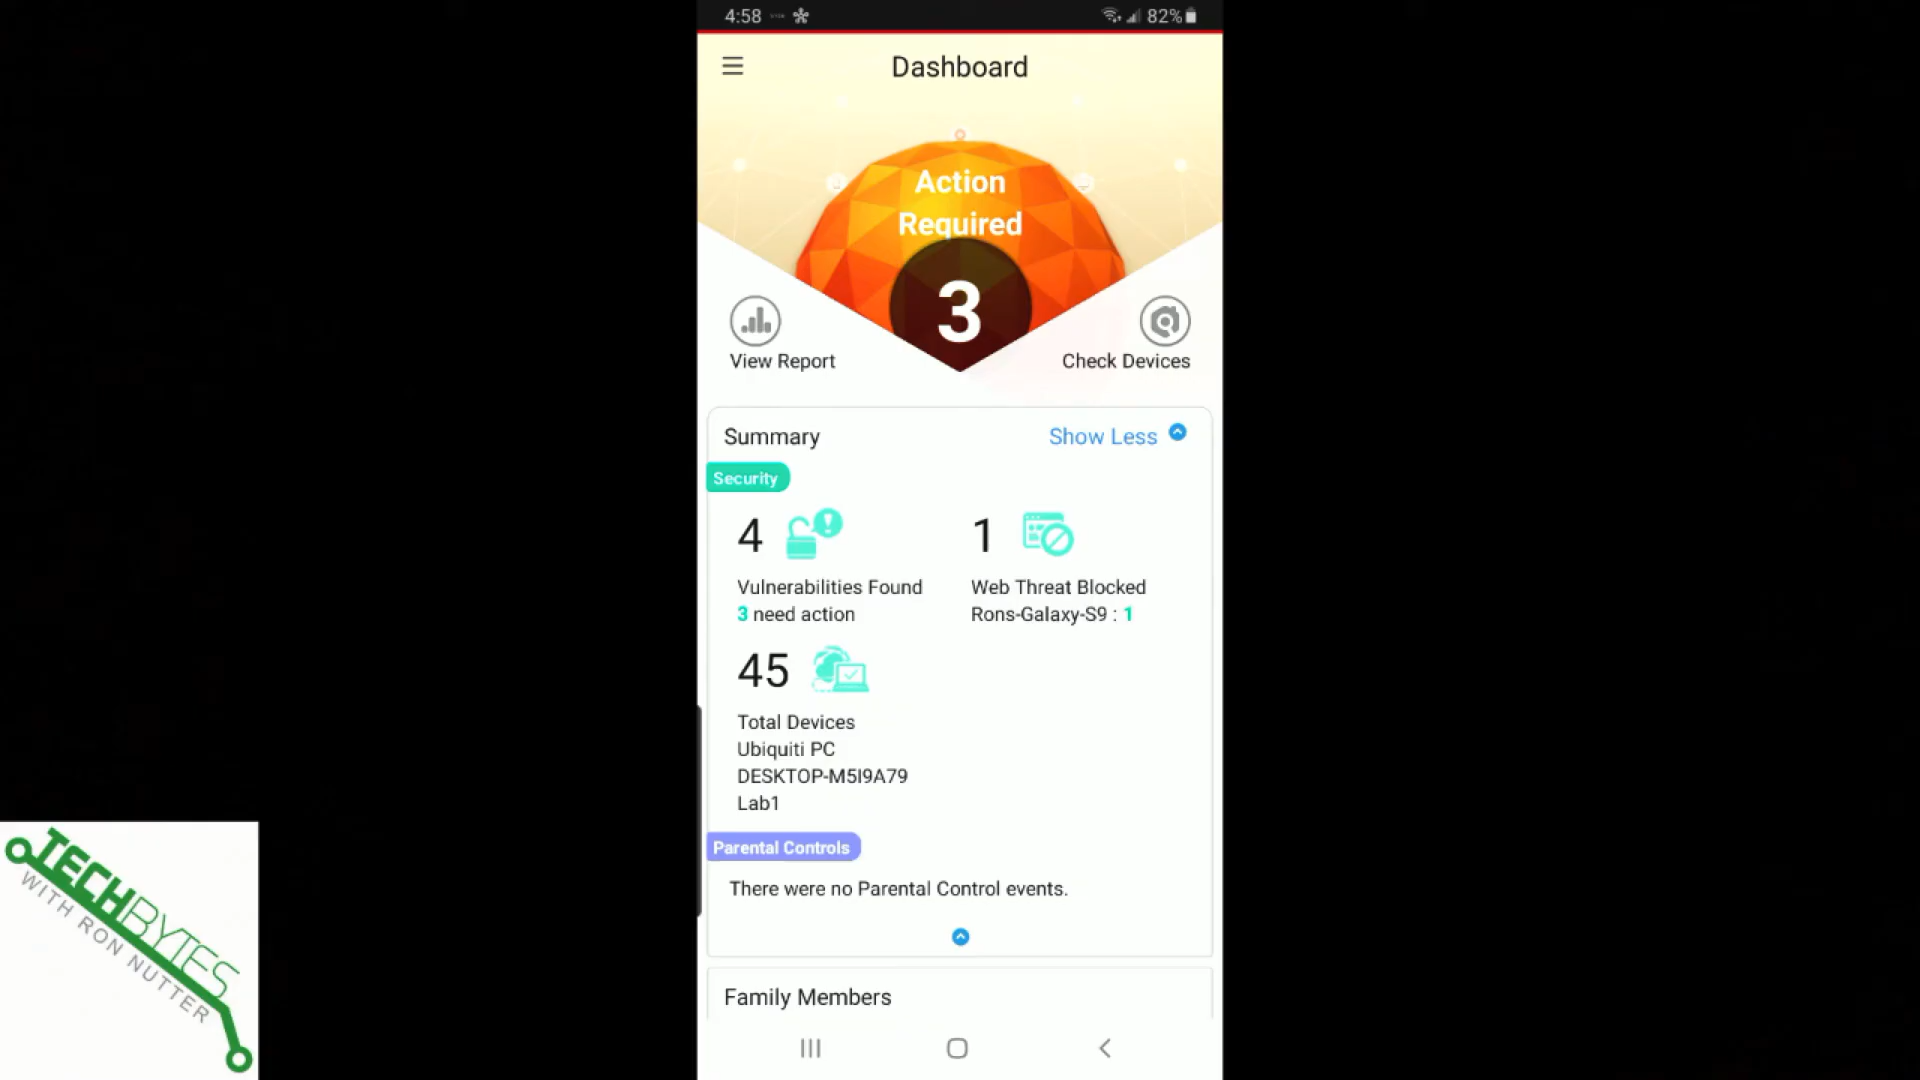 4:58
82%
Dashboard
Action
Required
3
View Report
Check Devices
Summary
Show Less
Security
4
1
Vulnerabilities Found
Web Threat Blocked
3 need action
Rons-Galaxy-S9 : 1
45
Total Devices
Ubiquiti PC
DESKTOP-M5I9A79
Lab1
Parental Controls
There were no Parental Control events.
Family Members
TECHBYTES
WITH RON NUTTER